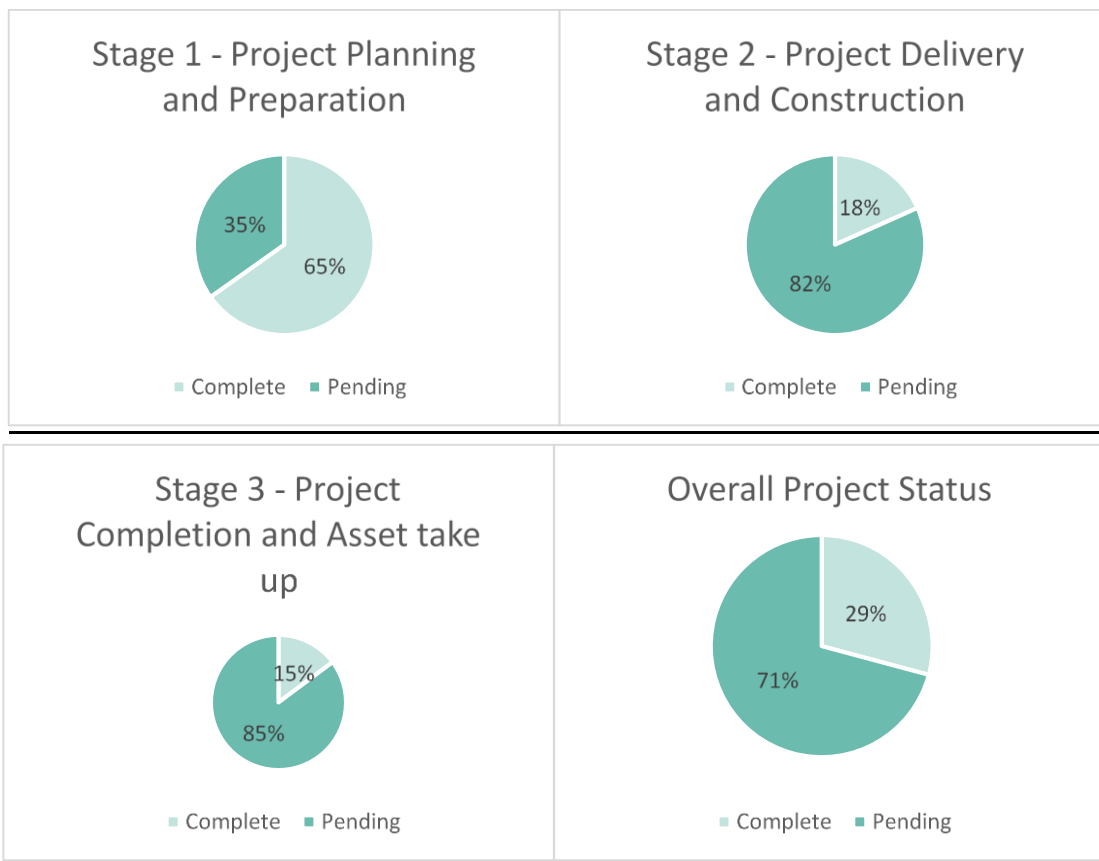 Stage 1 - Project Planning
and Preparation
35%
65%
Complete
Pending
Stage 2 - Project Delivery
and Construction
18%
82%
Complete
Pending
Stage 3 - Project
Completion and Asset take
up
15%
85%
Complete
Pending
Overall Project Status
29%
71%
Complete
Pending